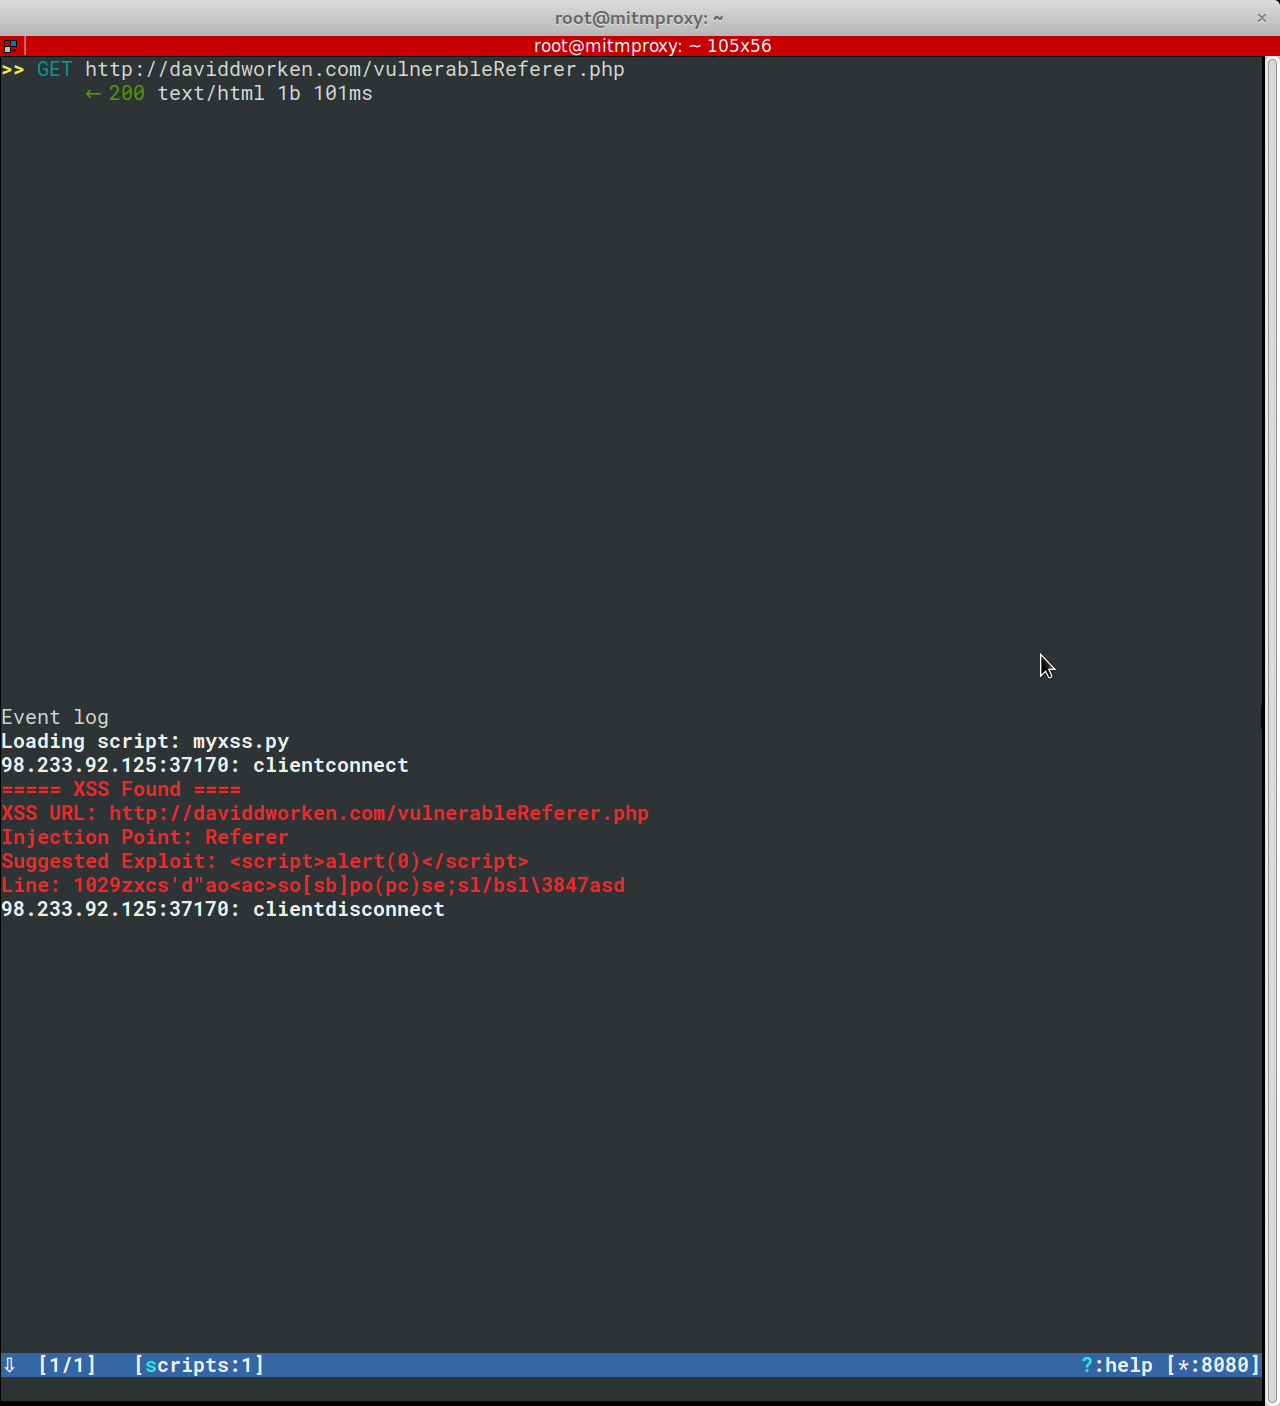 root@mitmproxy: ~
root@mitmproxy: ~ 105x56
>> GET http://daviddworken.com/vulnerableReferer.php
← 200 text/html 1b 101ms
Event log
Loading script: myxss.py
98.233.92.125:37170: clientconnect
===== XSS Found ====
XSS URL: http://daviddworken.com/vulnerableReferer.php
Injection Point: Referer
Suggested Exploit: <script>alert(0)</script>
Line: 1029zxcs'd"ao<ac>so[sb]po(pc)se;sl/bsl\3847asd
98.233.92.125:37170: clientdisconnect
⇩ [1/1] [scripts:1] ?:help [*:8080]